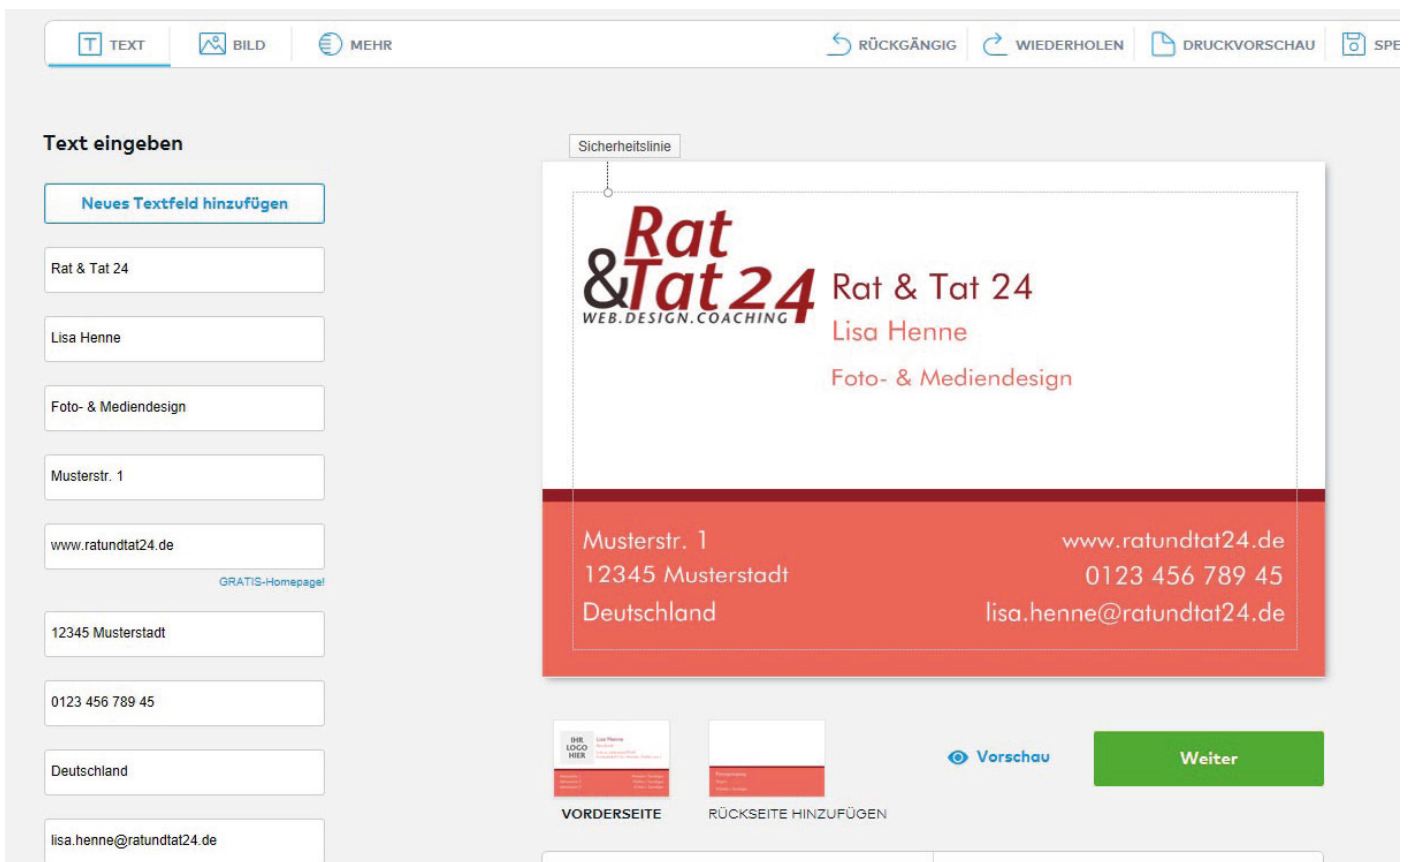 TEXT
BILD
MEHR
RÜCKGÄNGIG
WIEDERHOLEN
DRUCKVORSCHAU
SPE
Text eingeben
Neues Textfeld hinzufügen
Rat & Tat 24
Lisa Henne
Foto- & Mediendesign
Musterstr. 1
www.ratundtat24.de
GRATIS-Homepage!
12345 Musterstadt
0123 456 789 45
Deutschland
lisa.henne@ratundtat24.de
Sicherheitslinie
Rat
&Tat 24
WEB.DESIGN.COACHING
Rat & Tat 24
Lisa Henne
Foto- & Mediendesign
Musterstr. 1
12345 Musterstadt
Deutschland
www.ratundtat24.de
0123 456 789 45
lisa.henne@ratundtat24.de
IHR
LOGO
HIER
Lisa Henne
VORDERSEITE
RÜCKSEITE HINZUFÜGEN
Vorschau
Weiter